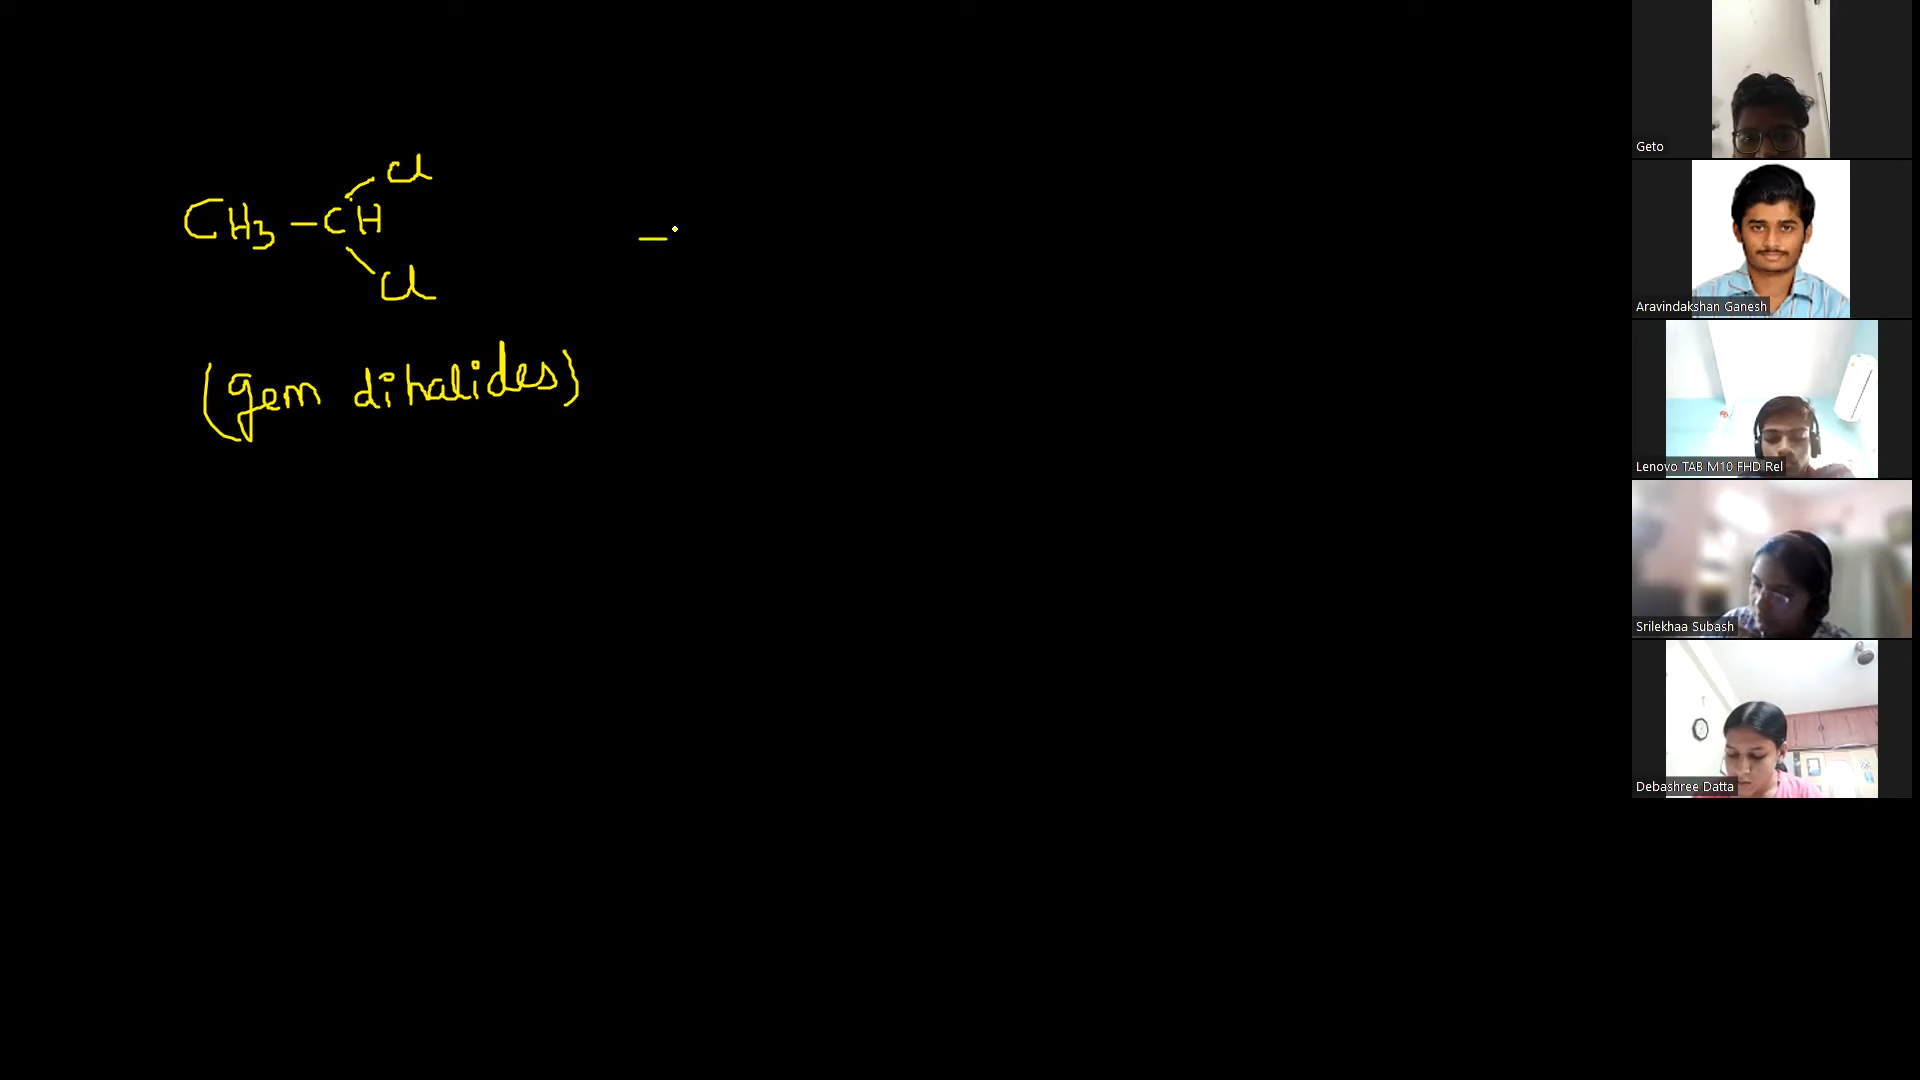 Cl
CH3 – CH
Cl
(gem dihalides)
–
Geto
Aravindakshan Ganesh
Lenovo TAB M10 FHD Rel
Srilekhaa Subash
Debashree Datta